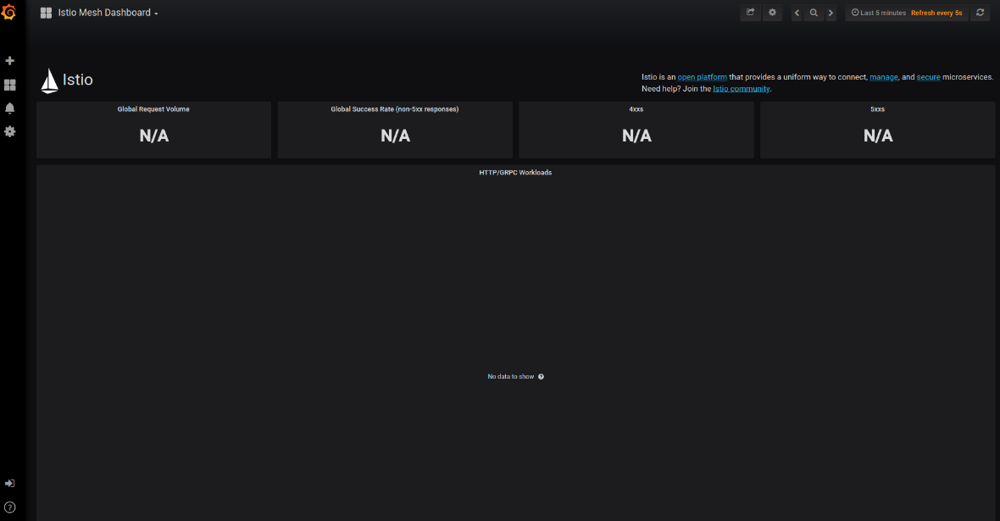 Istio Mesh Dashboard
Last 5 minutes Refresh every 5s
Istio
Istio is an open platform that provides a uniform way to connect, manage, and secure microservices.
Need help? Join the Istio community.
Global Request Volume
N/A
Global Success Rate (non-5xx responses)
N/A
4xxs
N/A
5xxs
N/A
HTTP/GRPC Workloads
No data to show